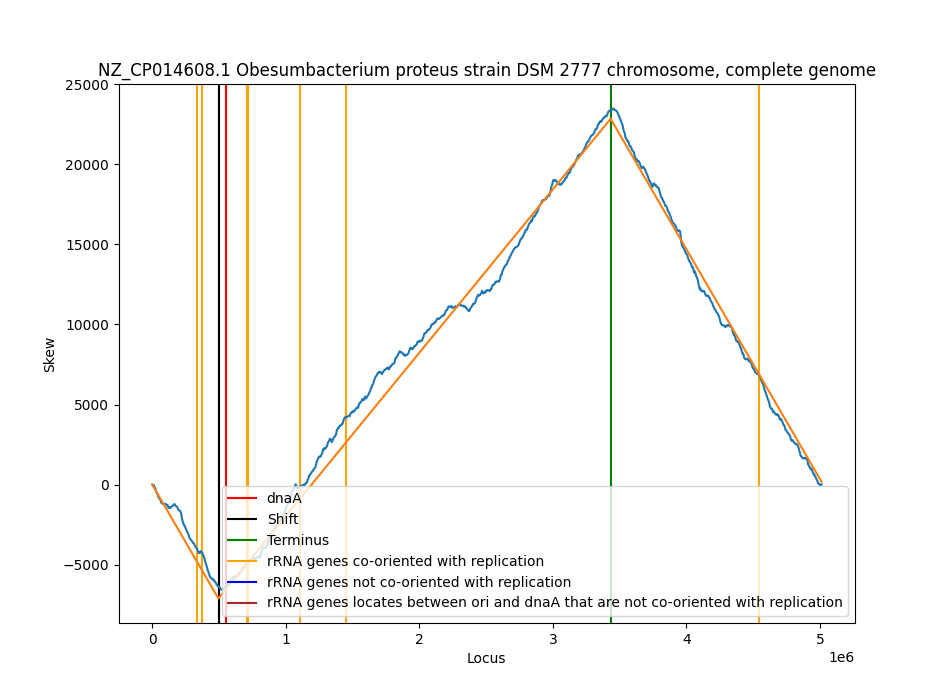 NZ_CP014608.1 Obesumbacterium proteus strain DSM 2777 chromosome, complete genome
25000
20000
15000
10000
5000
0
−5000
Skew
dnaA
Shift
Terminus
rRNA genes co-oriented with replication
rRNA genes not co-oriented with replication
rRNA genes locates between ori and dnaA that are not co-oriented with replication
0 1 2 3 4 5
1e6
Locus